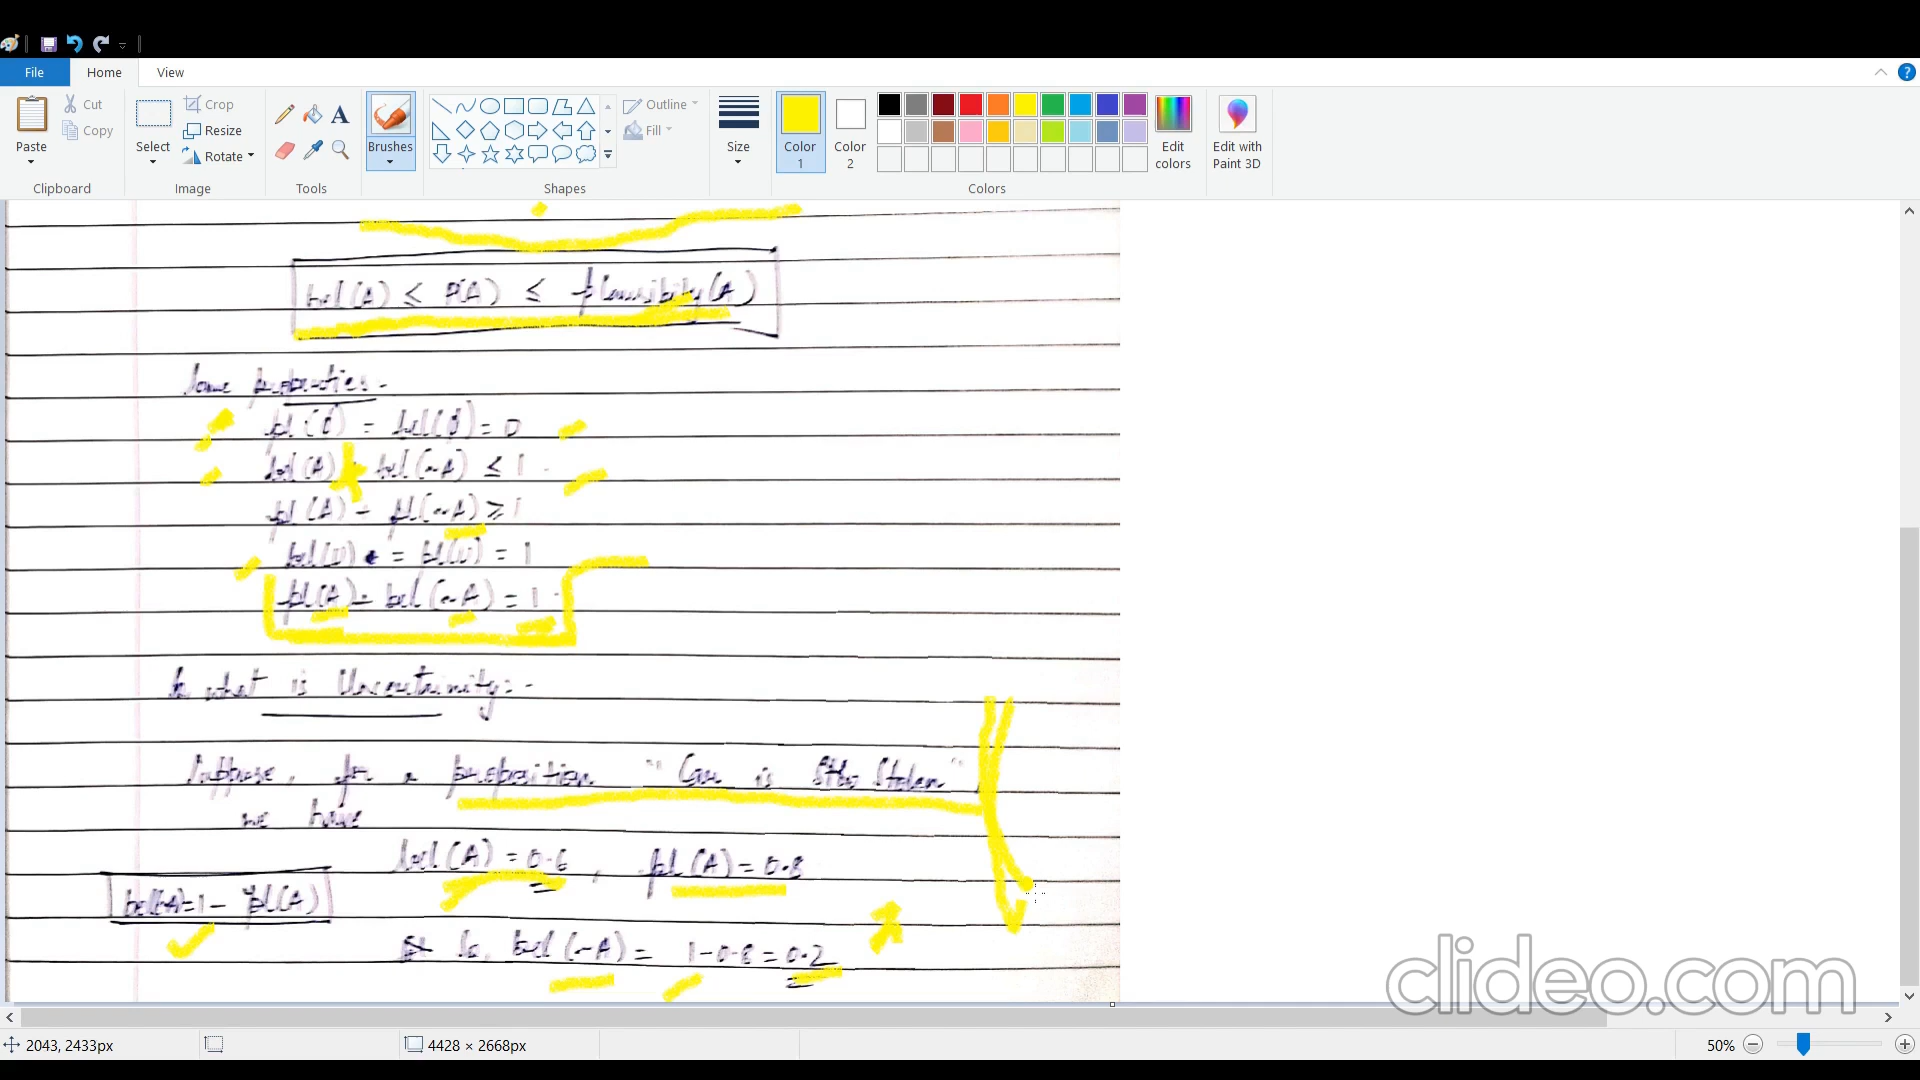 File Home View
Paste Cut Copy Clipboard
Select Crop Resize Rotate Image
Tools
Brushes
Outline Fill Shapes
Size
Color 1 Color 2 Edit colors Colors
Edit with Paint 3D
bel(A) ≤ P(A) ≤ plausibility(A)
Some properties -
pl(ϕ) = bel(ϕ) = 0
bel(A) + bel(~A) ≤ 1
pl(A) + pl(~A) ≥ 1
bel(U) = pl(U) = 1
pl(A) + bel(~A) = 1
So what is Uncertainity:-
Suppose, for a proposition "Car is Stolen"
we have
bel(A) = 0.6, pl(A) = 0.8
bel(~A) = 1 - pl(A)
So, bel(~A) = 1-0.8 = 0.2
clideo.com
2043, 2433px 4428 × 2668px 50%